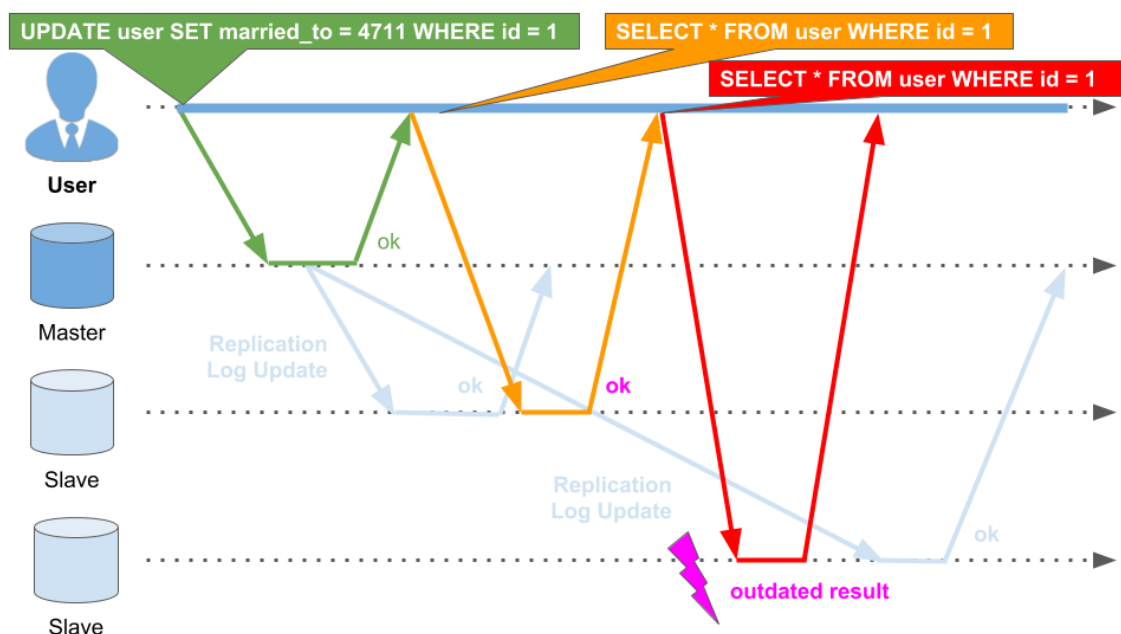 UPDATE user SET married_to = 4711 WHERE id = 1
SELECT * FROM user WHERE id = 1
SELECT * FROM user WHERE id = 1
User
ok
Master
Replication
Log Update
ok
ok
Slave
Replication
Log Update
ok
outdated result
Slave